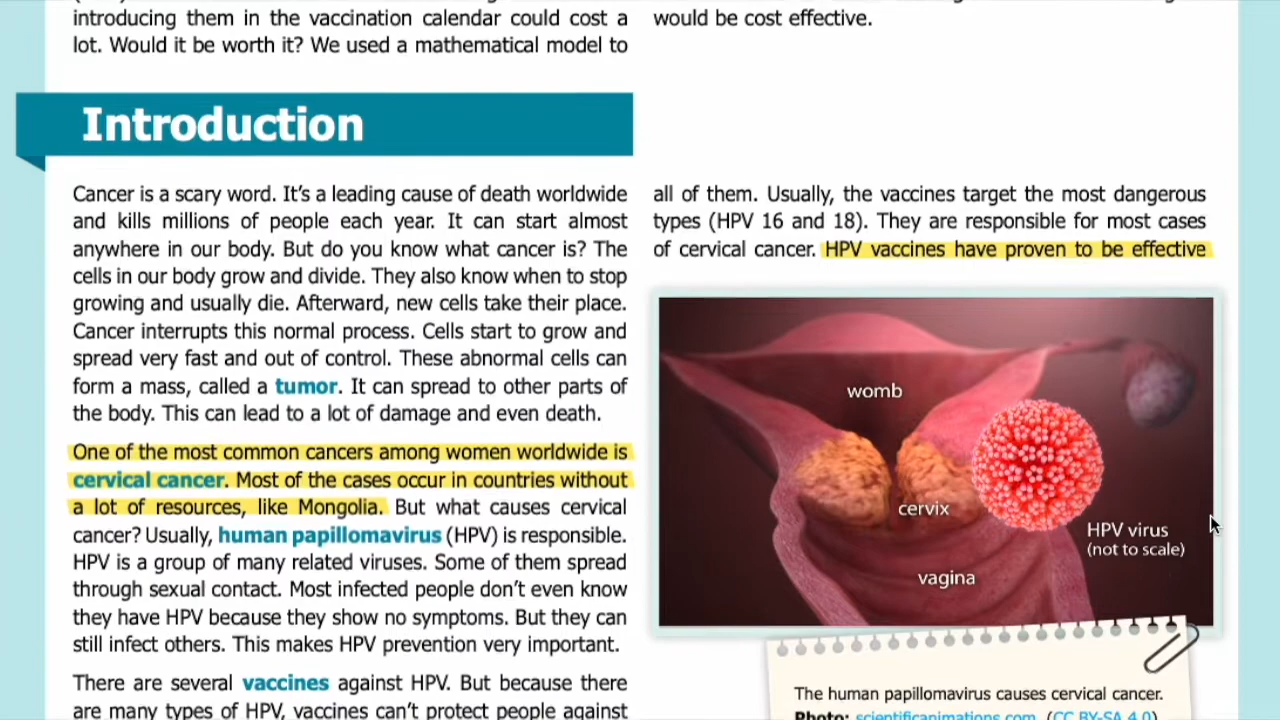 introducing them in the vaccination calendar could cost a
lot. Would it be worth it? We used a mathematical model to
would be cost effective.
Introduction
Cancer is a scary word. It's a leading cause of death worldwide
and kills millions of people each year. It can start almost
anywhere in our body. But do you know what cancer is? The
cells in our body grow and divide. They also know when to stop
growing and usually die. Afterward, new cells take their place.
Cancer interrupts this normal process. Cells start to grow and
spread very fast and out of control. These abnormal cells can
form a mass, called a tumor. It can spread to other parts of
the body. This can lead to a lot of damage and even death.
One of the most common cancers among women worldwide is
cervical cancer. Most of the cases occur in countries without
a lot of resources, like Mongolia. But what causes cervical
cancer? Usually, human papillomavirus (HPV) is responsible.
HPV is a group of many related viruses. Some of them spread
through sexual contact. Most infected people don't even know
they have HPV because they show no symptoms. But they can
still infect others. This makes HPV prevention very important.
There are several vaccines against HPV. But because there
are many types of HPV, vaccines can't protect people against
all of them. Usually, the vaccines target the most dangerous
types (HPV 16 and 18). They are responsible for most cases
of cervical cancer. HPV vaccines have proven to be effective
womb
cervix
HPV virus
(not to scale)
vagina
The human papillomavirus causes cervical cancer.
Photo: scientificanimations.com (CC BY-SA 4.0)